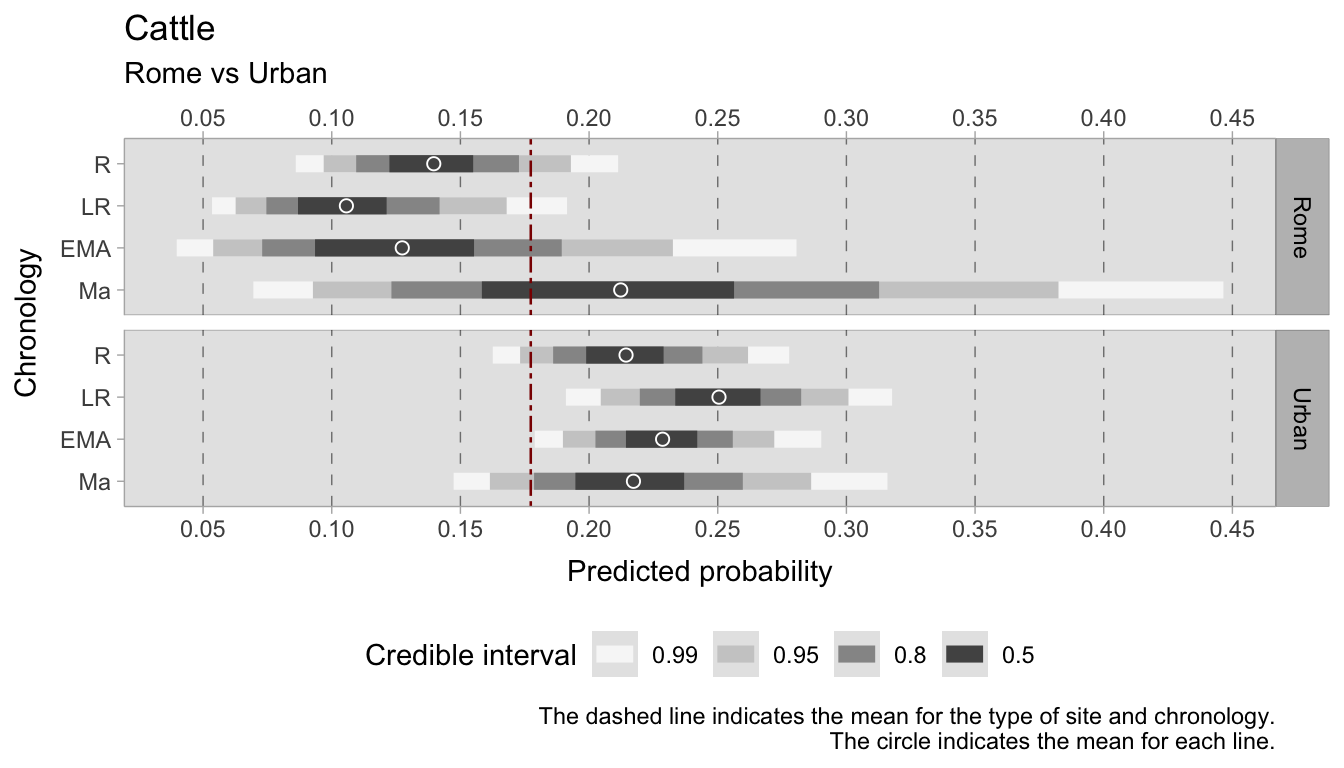 Cattle
Rome vs Urban
0.05 0.10 0.15 0.20 0.25 0.30 0.35 0.40 0.45
R
LR
EMA
Ma
Rome
Chronology
R
LR
EMA
Ma
Urban
0.05 0.10 0.15 0.20 0.25 0.30 0.35 0.40 0.45
Predicted probability
Credible interval 0.99 0.95 0.8 0.5
The dashed line indicates the mean for the type of site and chronology.
The circle indicates the mean for each line.